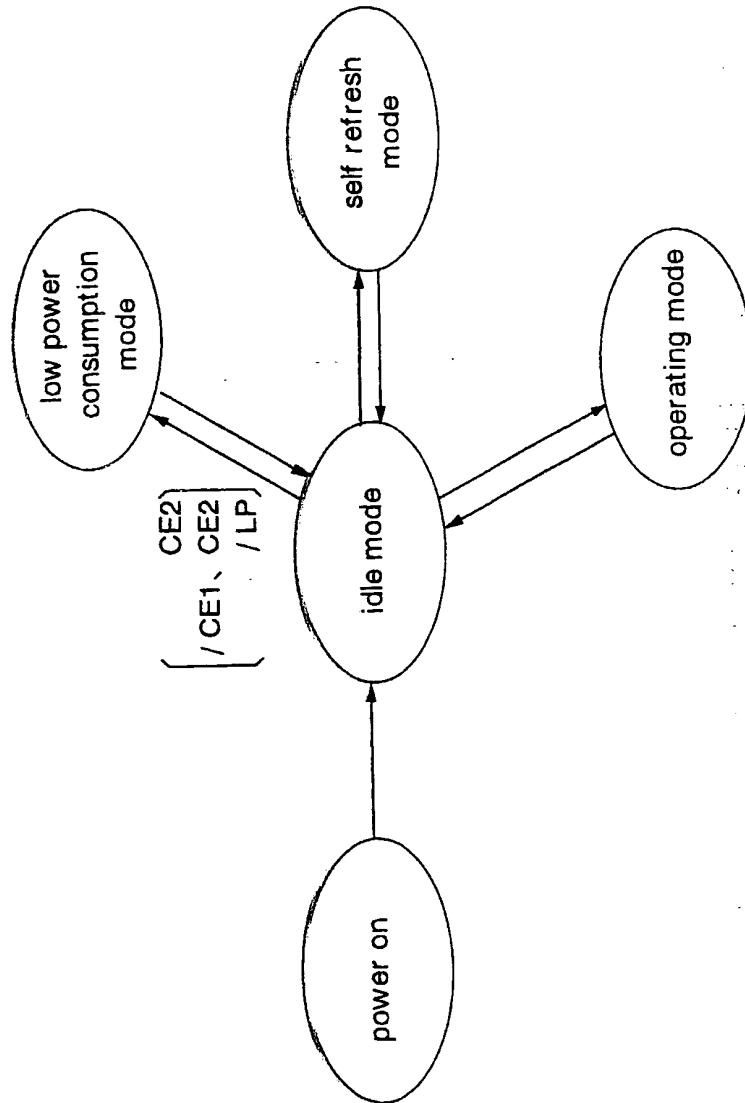 low power
consumption
mode
CE2
/ CE1、 CE2
/ LP
power on
idle mode
self refresh
mode
operating mode